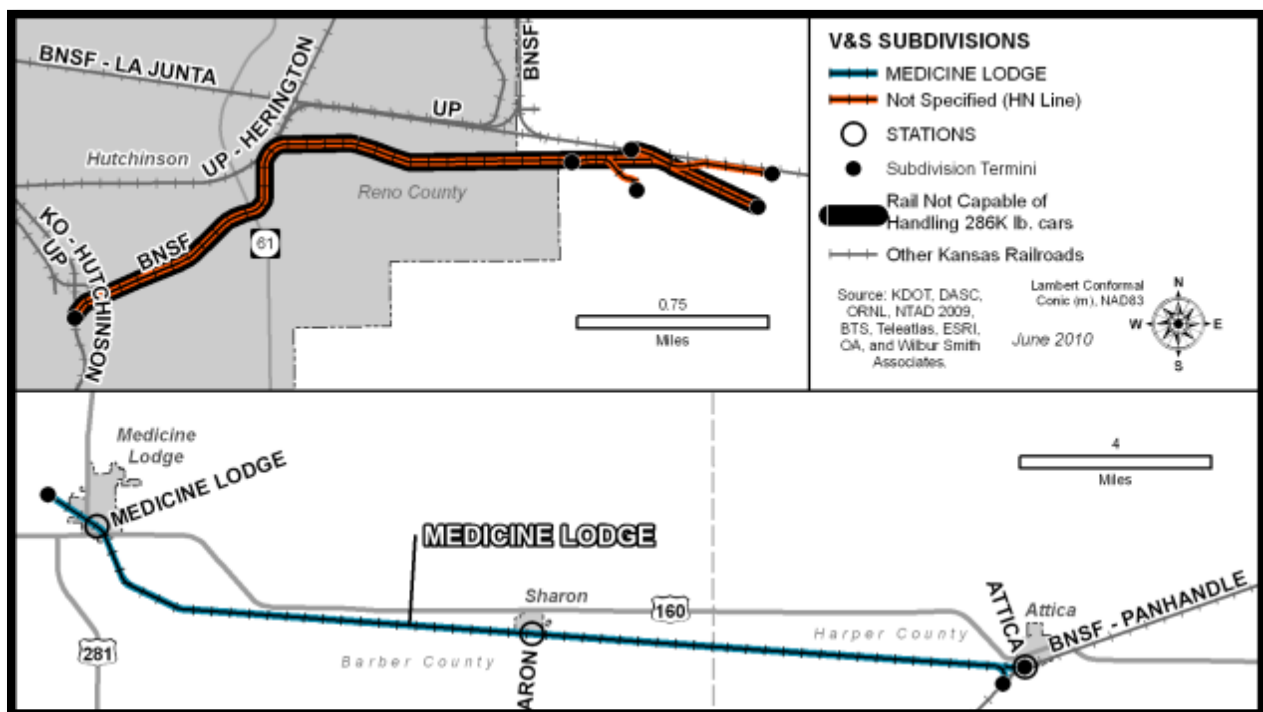 BNSF - LA JUNTA
UP - HERINGTON
BNSF
UP
Hutchinson
Reno County
KO - HUTCHINSON
UP
BNSF
61
0.75
Miles
V&S SUBDIVISIONS
MEDICINE LODGE
Not Specified (HN Line)
STATIONS
Subdivision Termini
Rail Not Capable of
Handling 286K lb. cars
Other Kansas Railroads
Source: KDOT, DASC,
ORNL, NTAD 2009,
BTS, Teleatlas, ESRI,
OA, and Wilbur Smith
Associates.
Lambert Conformal
Conic (m), NAD83
June 2010
N
W
E
S
Medicine
Lodge
MEDICINE LODGE
MEDICINE LODGE
4
Miles
Sharon
160
ATTICA
Attica
BNSF - PANHANDLE
Harper County
Barber County
281
ARON